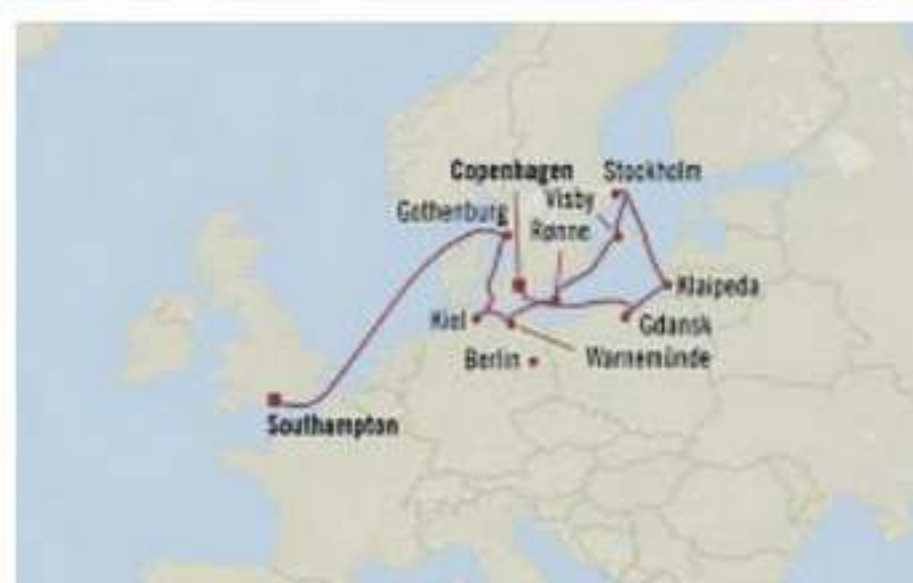 Copenhagen
Stockholm
Visby
Gothenburg
Rønne
Klaipeda
Kiel
Gdansk
Warnemünde
Berlin
Southampton